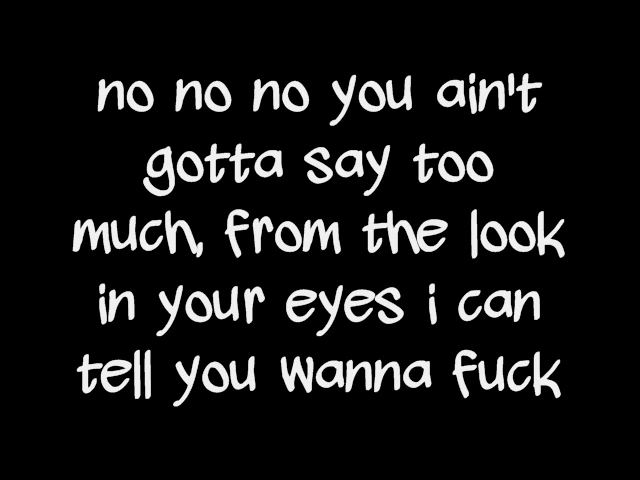 no no no you ain't
gotta say too
much, from the look
in your eyes i can
tell you wanna fuck